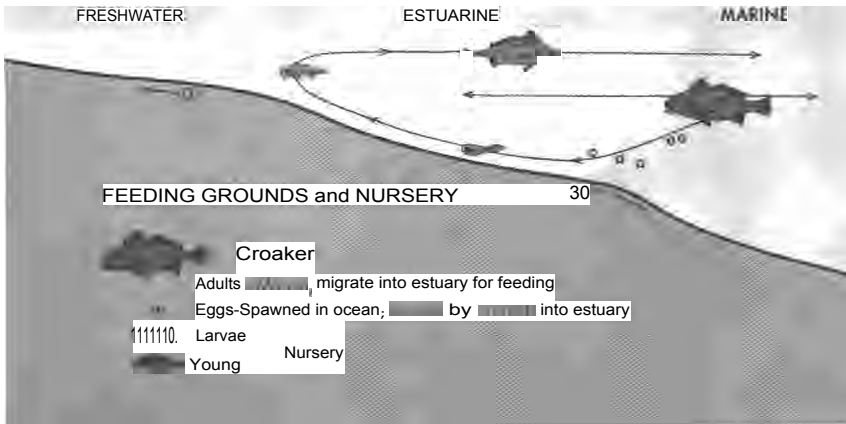 FRESHWATER ESTUARINE MARINE
FEEDING GROUNDS and NURSERY 30
Croaker
Adults , migrate into estuary for feeding
Eggs-Spawned in ocean; by into estuary
1111110. Larvae
Nursery
Young